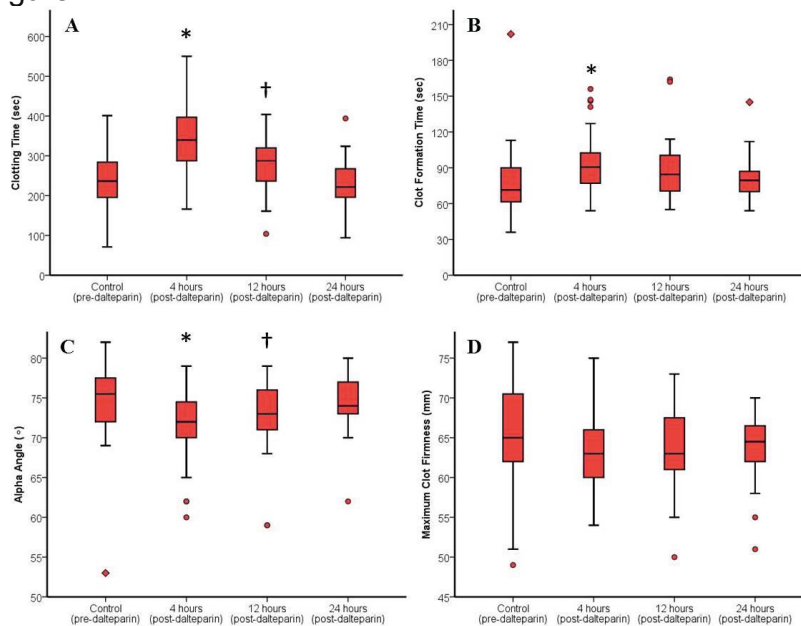 A
Clotting Time (sec)
600
500
400
300
200
100
0
*
†
Control
(pre-dalteparin)
4 hours
(post-dalteparin)
12 hours
(post-dalteparin)
24 hours
(post-dalteparin)
B
Clot Formation Time (sec)
210
180
150
120
90
60
30
0
*
Control
(pre-dalteparin)
4 hours
(post-dalteparin)
12 hours
(post-dalteparin)
24 hours
(post-dalteparin)
C
Alpha Angle (°)
80
75
70
65
60
55
50
*
†
Control
(pre-dalteparin)
4 hours
(post-dalteparin)
12 hours
(post-dalteparin)
24 hours
(post-dalteparin)
D
Maximum Clot Firmness (mm)
75
70
65
60
55
50
45
Control
(pre-dalteparin)
4 hours
(post-dalteparin)
12 hours
(post-dalteparin)
24 hours
(post-dalteparin)